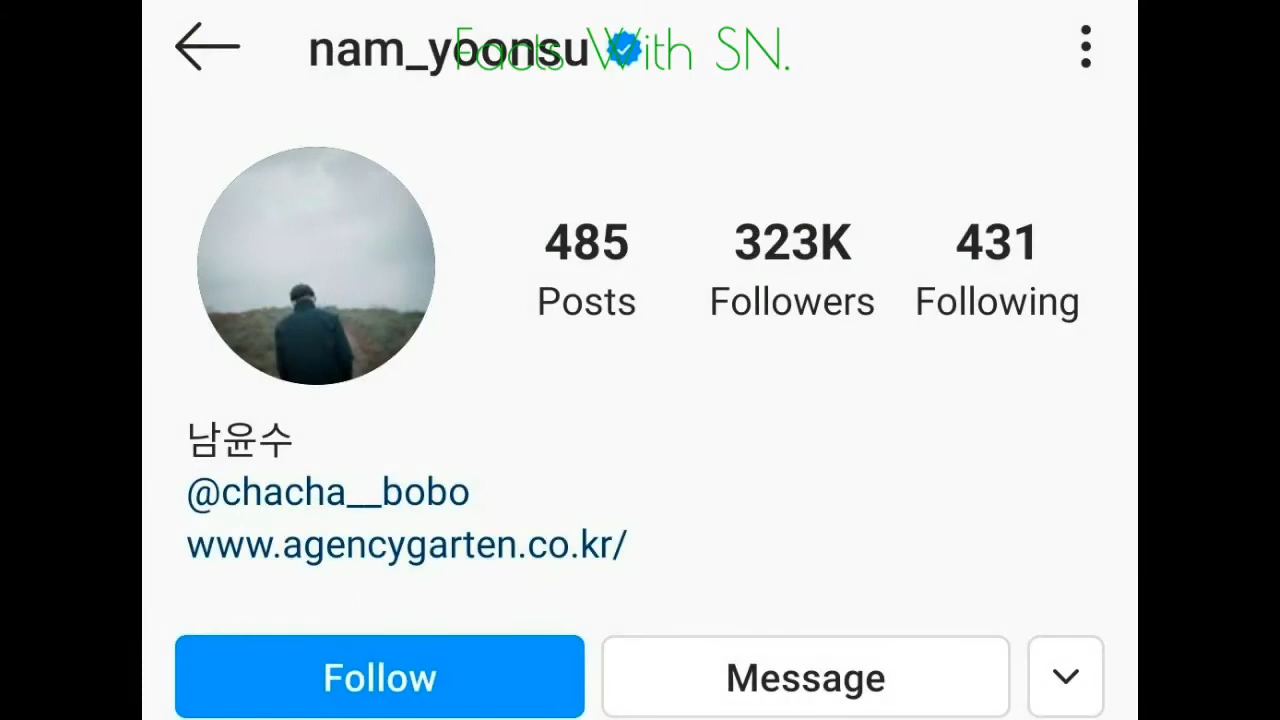 nam_yoonsu
Facts With SN.
485 323K 431
Posts Followers Following
남윤수
@chacha__bobo
www.agencygarten.co.kr/
Follow Message